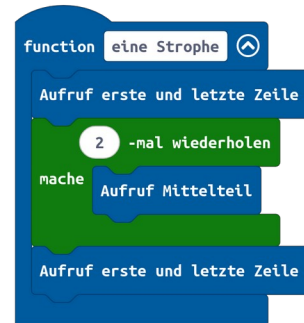 function eine Strophe
Aufruf erste und letzte Zeile
2 -mal wiederholen
mache
Aufruf Mittelteil
Aufruf erste und letzte Zeile